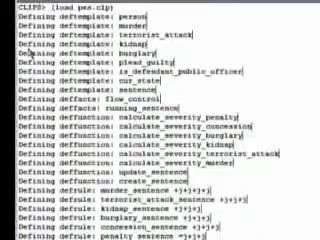 CLIPS> (load pes.clp)
Defining deftemplate: person
Defining deftemplate: murder
Defining deftemplate: terrorist_attack
Defining deftemplate: kidnap
Defining deftemplate: burglary
Defining deftemplate: plead_guilty
Defining deftemplate: is_defendant_public_officer
Defining deftemplate: cur_state
Defining deftemplate: sentence
Defining deffacts: flow_control
Defining deffacts: running_sentence
Defining deffunction: calculate_severity_penalty
Defining deffunction: calculate_severity_concession
Defining deffunction: calculate_severity_burglary
Defining deffunction: calculate_severity_kidnap
Defining deffunction: calculate_severity_terrorist_attack
Defining deffunction: calculate_severity_murder
Defining deffunction: update_sentence
Defining deffunction: create_sentence
Defining defrule: murder_sentence +j+j+j
Defining defrule: terrorist_attack_sentence +j+j+j
Defining defrule: kidnap_sentence +j+j+j
Defining defrule: burglary_sentence +j+j+j
Defining defrule: concession_sentence +j+j+j
Defining defrule: penalty_sentence =j+j+j